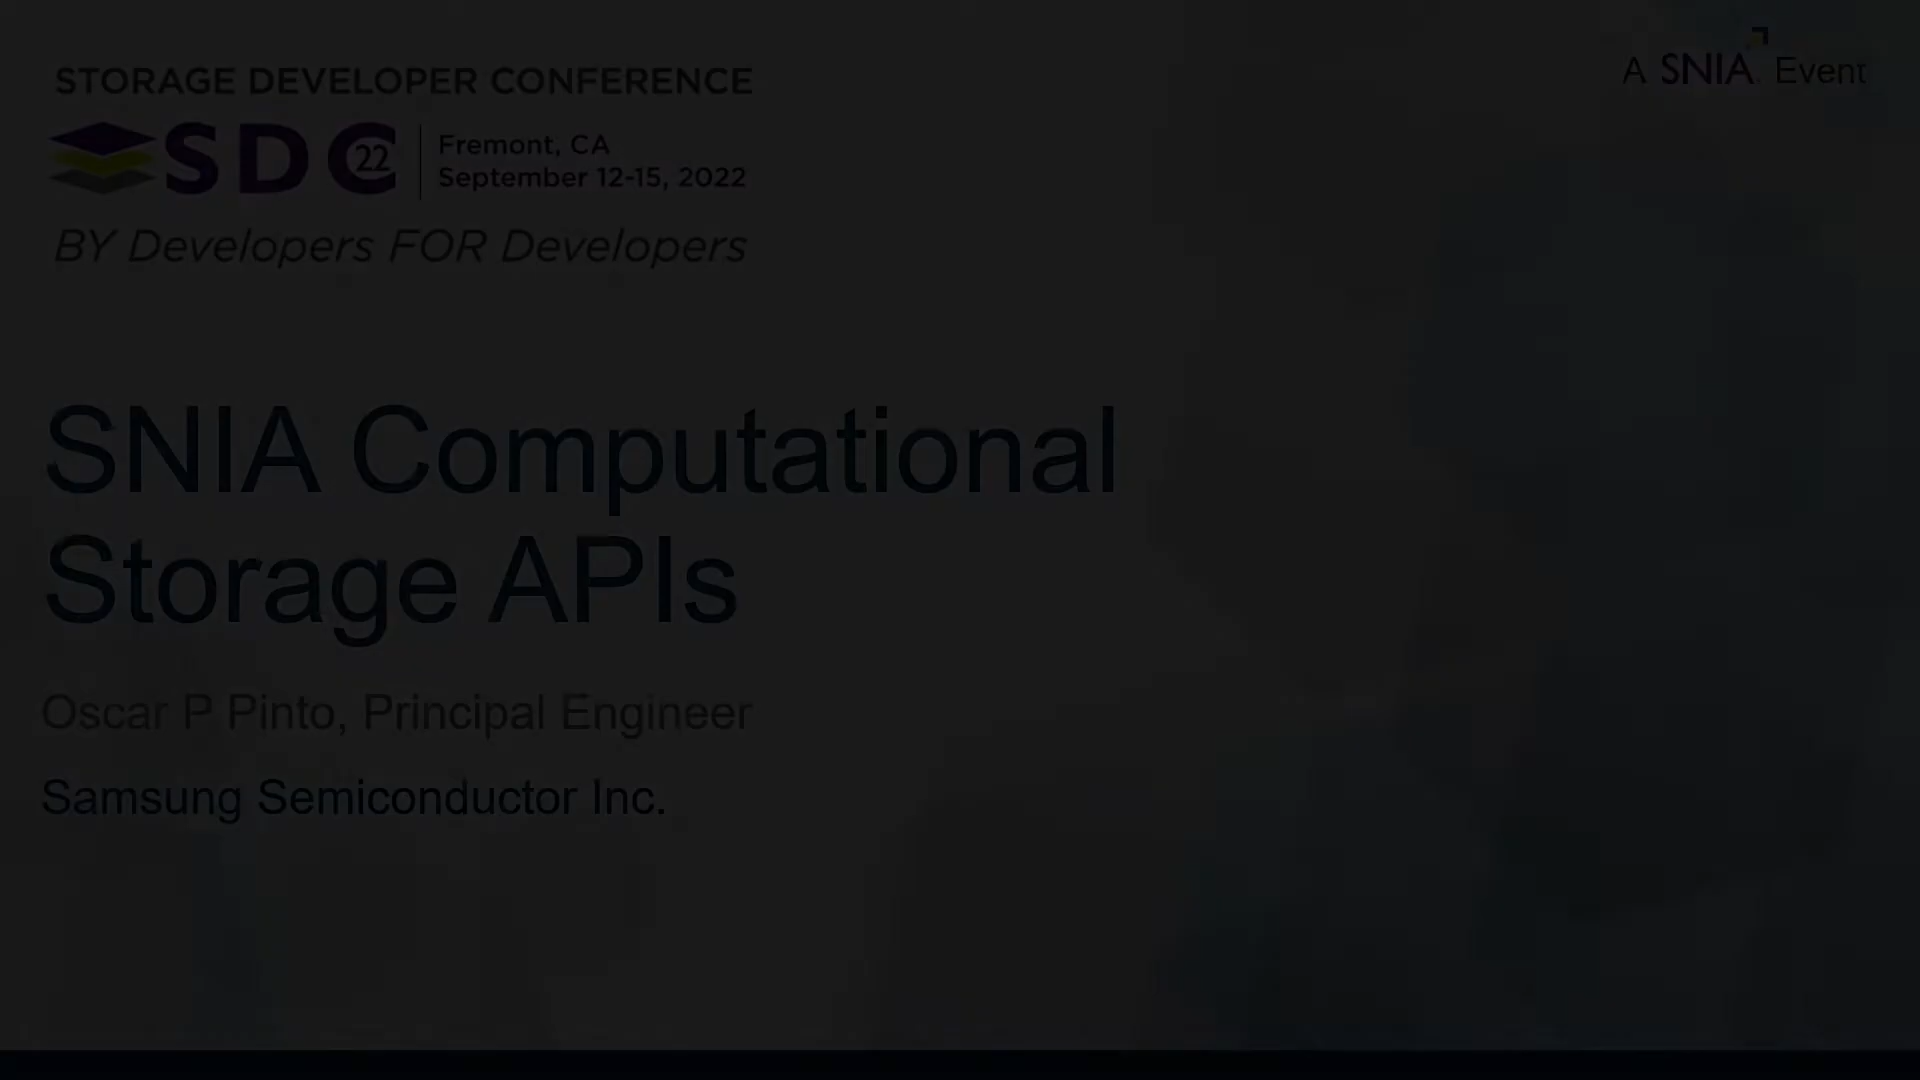 STORAGE DEVELOPER CONFERENCE
A SNIA Event
SDC 22
Fremont, CA
September 12-15, 2022
BY Developers FOR Developers
SNIA Computational
Storage APIs
Oscar P Pinto, Principal Engineer
Samsung Semiconductor Inc.